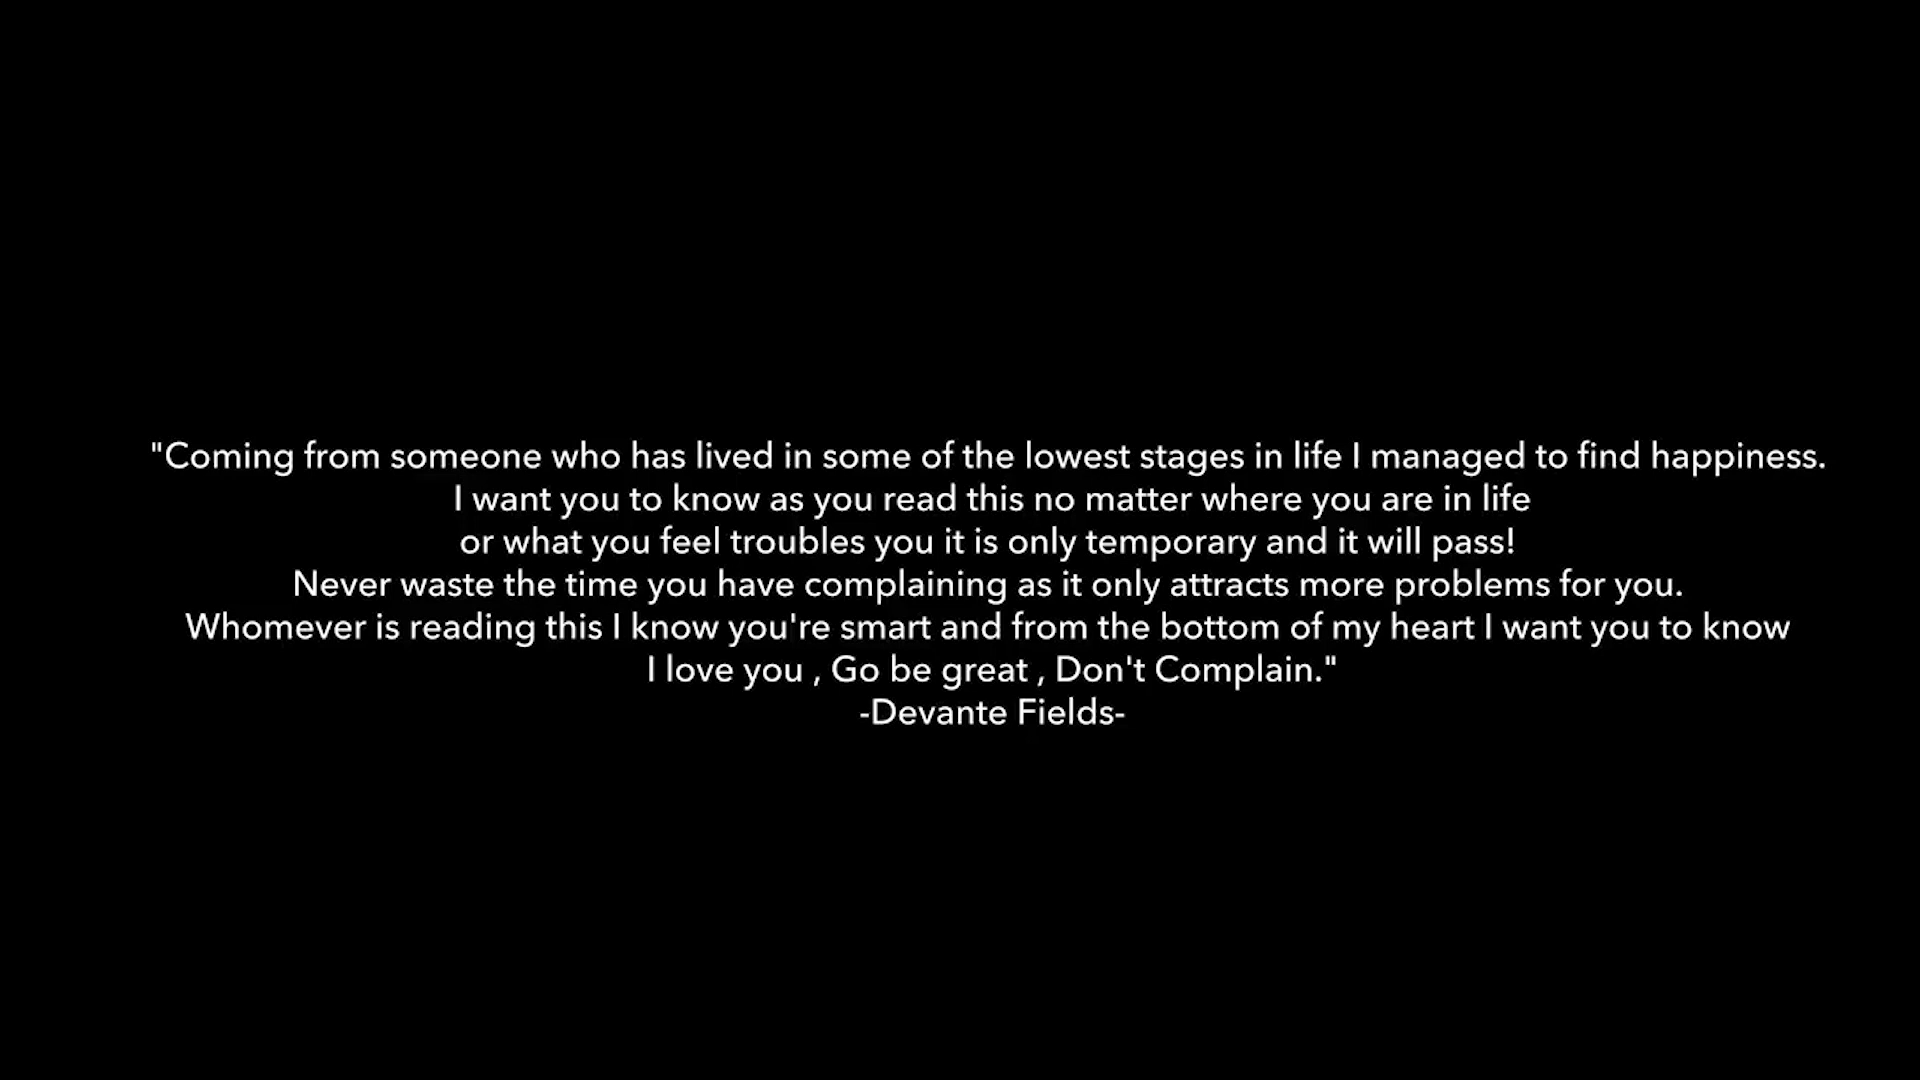 "Coming from someone who has lived in some of the lowest stages in life I managed to find happiness.
I want you to know as you read this no matter where you are in life
or what you feel troubles you it is only temporary and it will pass!
Never waste the time you have complaining as it only attracts more problems for you.
Whomever is reading this I know you're smart and from the bottom of my heart I want you to know
I love you , Go be great , Don't Complain."
-Devante Fields-